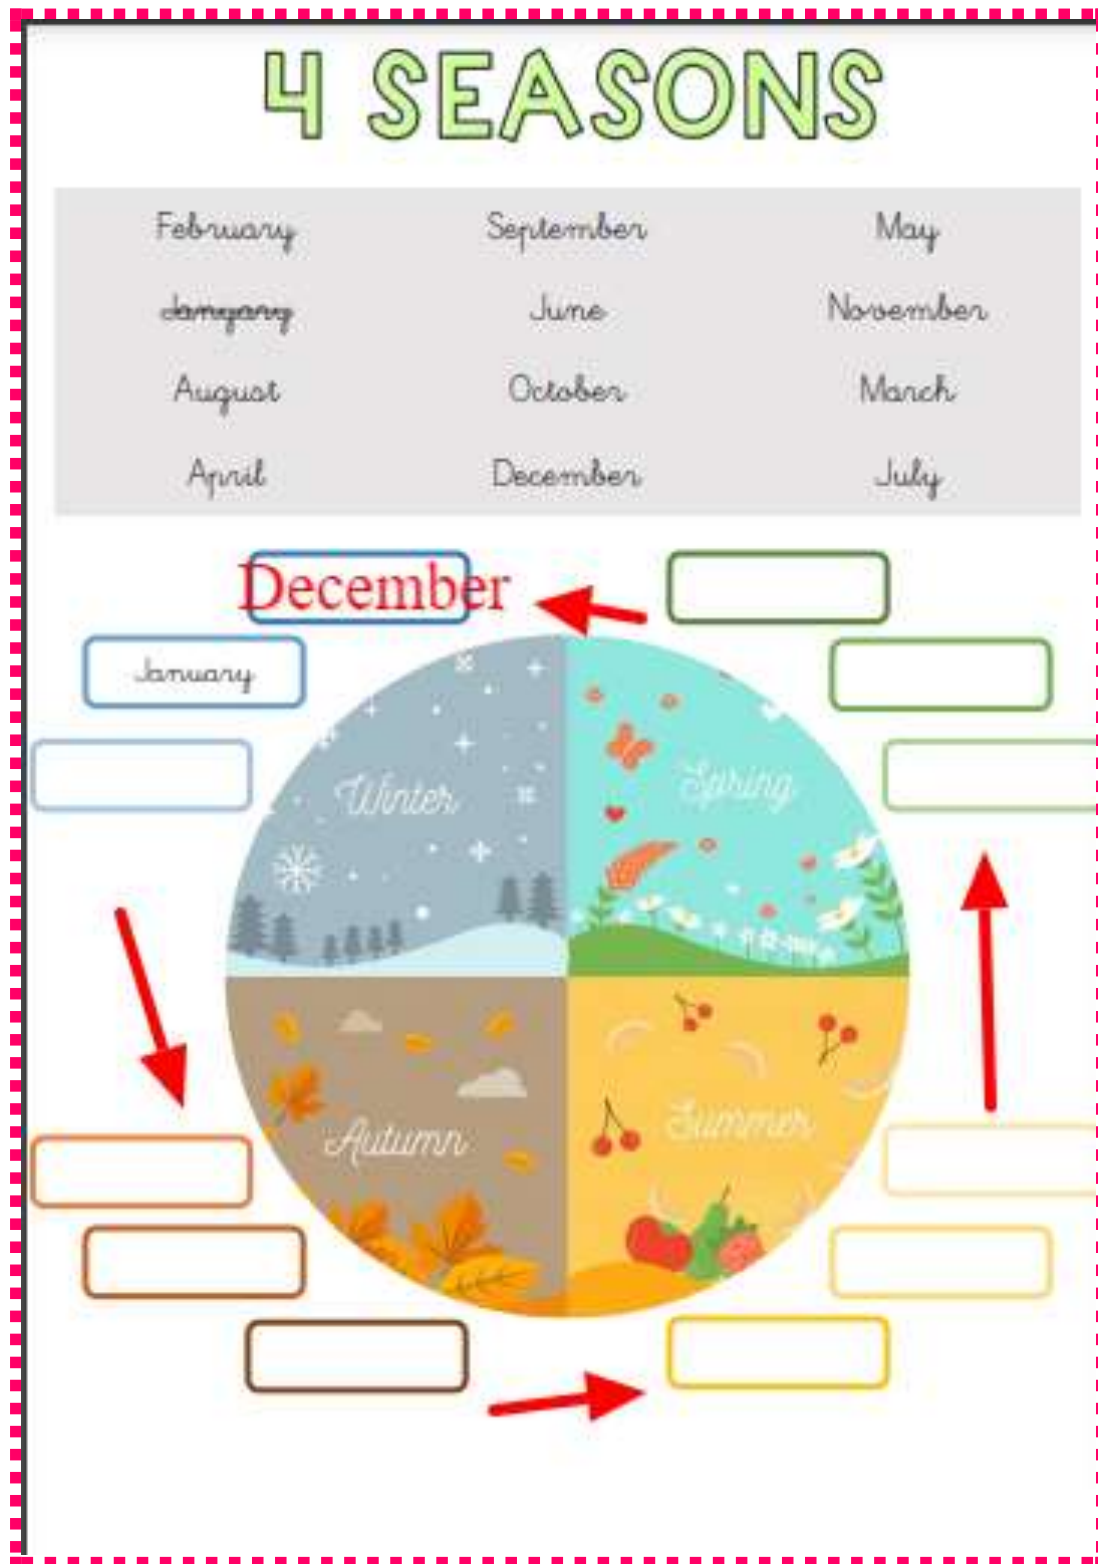 4 SEASONS
February September May
Janyary June November
August October March
April December July
December
January
Winter Spring
Autumn Summer